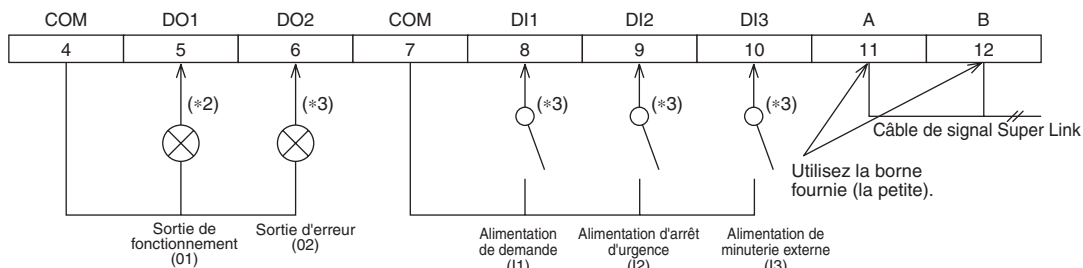 COM DO1 DO2 COM DI1 DI2 DI3 A B
4 5 6 7 8 9 10 11 12
(*2) (*3) (*3) (*3) (*3)
Câble de signal Super Link
Utilisez la borne
fournie (la petite).
Sortie de
fonctionnement
(01)
Sortie d'erreur
(02)
Alimentation
de demande
(I1)
Alimentation d'arrêt
d'urgence
(I2)
Alimentation de
minuterie externe
(I3)